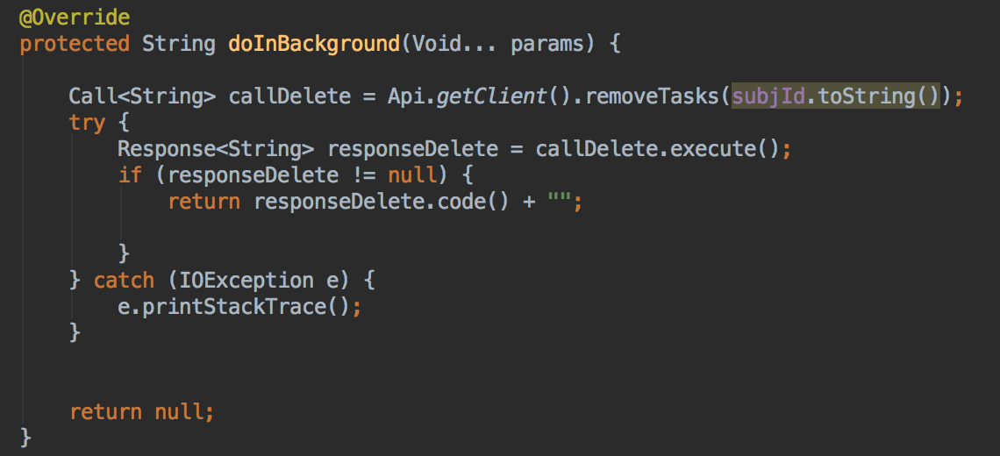 @Override
protected String doInBackground(Void... params) {
Call<String> callDelete = Api.getClient().removeTasks(subjId.toString());
try {
Response<String> responseDelete = callDelete.execute();
if (responseDelete != null) {
return responseDelete.code() + "";
}
} catch (IOException e) {
e.printStackTrace();
}
return null;
}